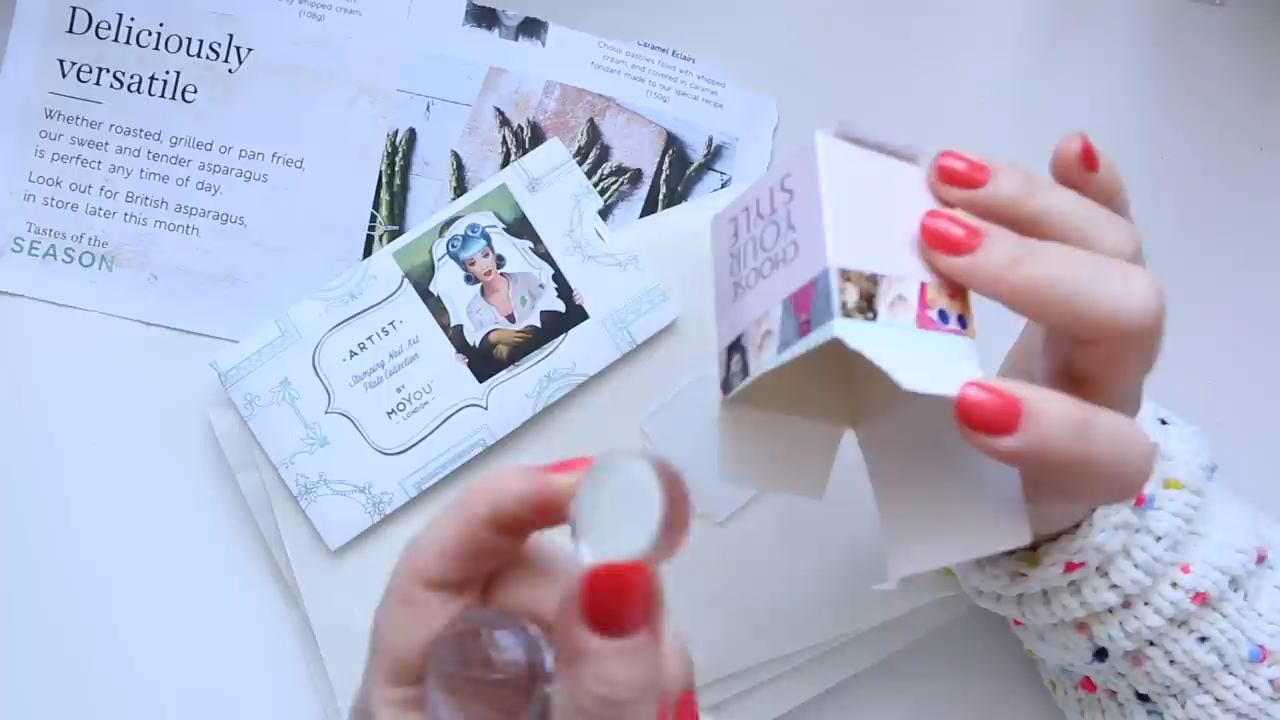 Deliciously
versatile
Whether roasted, grilled or pan fried,
our sweet and tender asparagus
is perfect any time of day.
Look out for British asparagus,
in store later this month.
Tastes of the
SEASON
whipped cream,
(108g)
Caramel Éclairs
Choux pastries filled with whipped
cream, and covered in caramel
fondant made to our special recipe.
(150g)
·ARTIST·
Stamping Nail Art
Plate Collection
BY
MOYOU
- LONDON -
CHOOSE
YOUR
STYLE